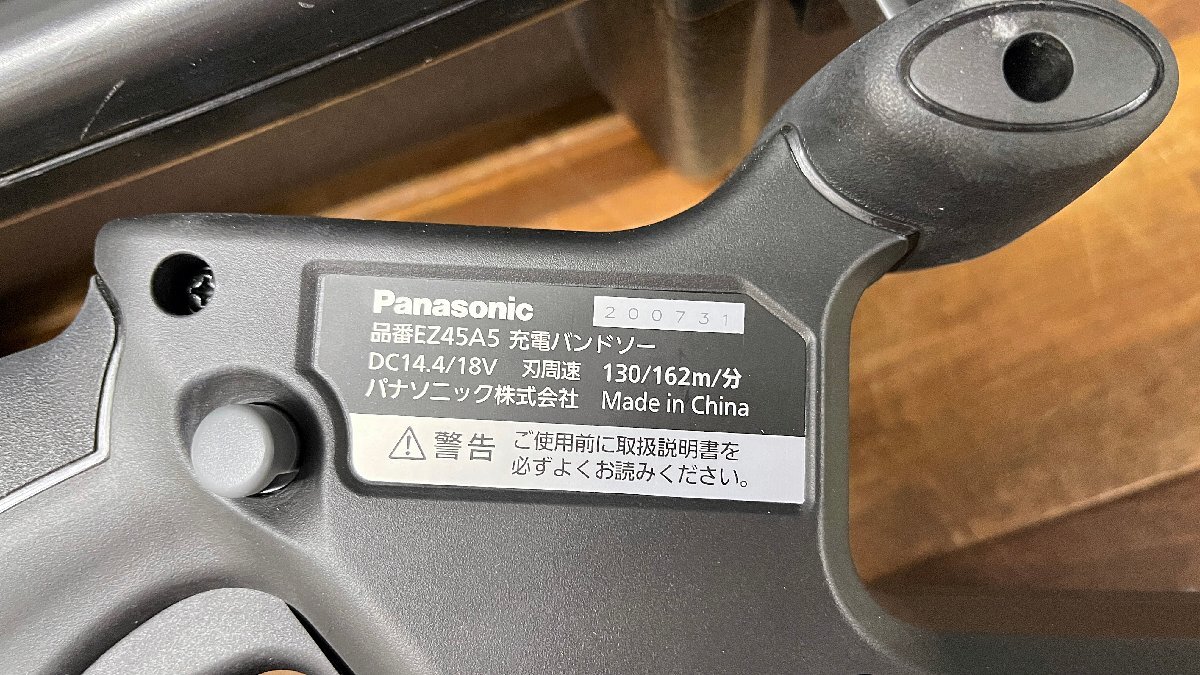 Panasonic
200731
品番EZ45A5 充電バンドソー
DC14.4/18V 刃周速 130/162m/分
パナソニック株式会社 Made in China
警告
ご使用前に取扱説明書を
必ずよくお読みください。